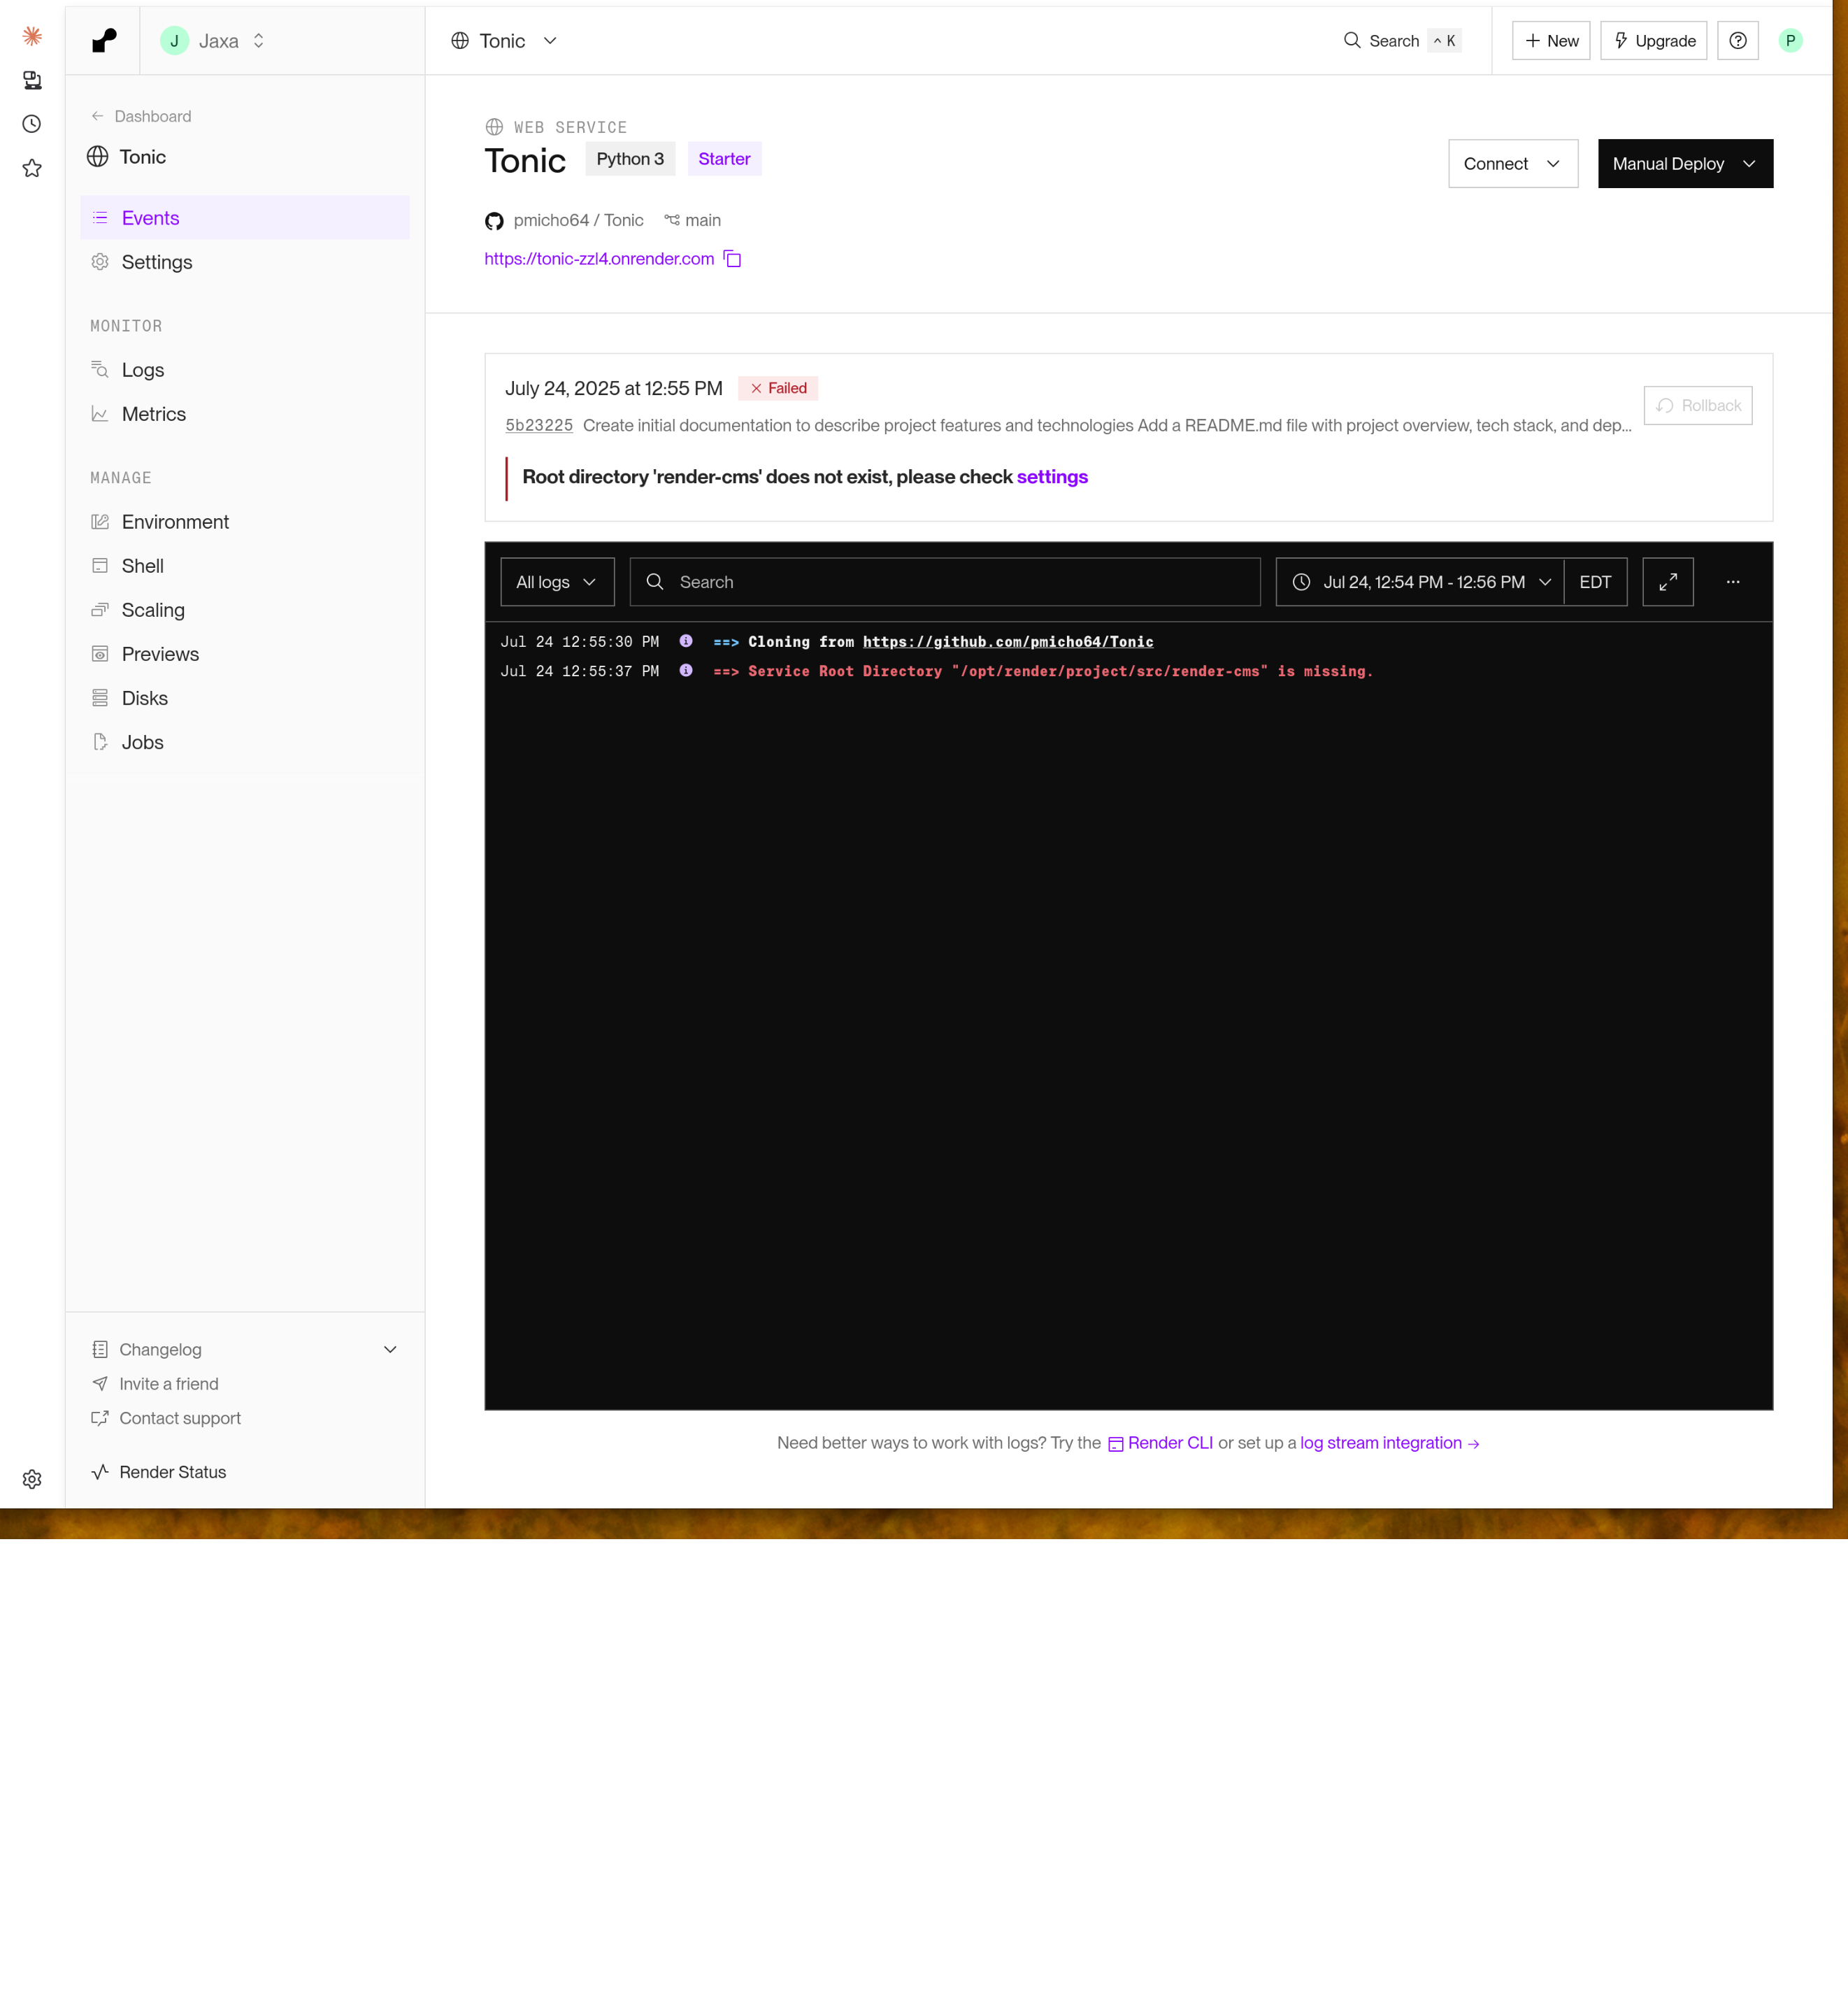 J Jaxa
Tonic
Search ^ K
+ New
Upgrade
P
← Dashboard
Tonic
Events
Settings
MONITOR
Logs
Metrics
MANAGE
Environment
Shell
Scaling
Previews
Disks
Jobs
Changelog
Invite a friend
Contact support
Render Status
WEB SERVICE
Tonic Python 3 Starter
Connect
Manual Deploy
pmicho64 / Tonic main
https://tonic-zzl4.onrender.com
July 24, 2025 at 12:55 PM Failed
Rollback
5b23225 Create initial documentation to describe project features and technologies Add a README.md file with project overview, tech stack, and dep...
Root directory 'render-cms' does not exist, please check settings
All logs
Search
Jul 24, 12:54 PM - 12:56 PM EDT
Jul 24 12:55:30 PM ==> Cloning from https://github.com/pmicho64/Tonic
Jul 24 12:55:37 PM ==> Service Root Directory "/opt/render/project/src/render-cms" is missing.
Need better ways to work with logs? Try the Render CLI or set up a log stream integration →